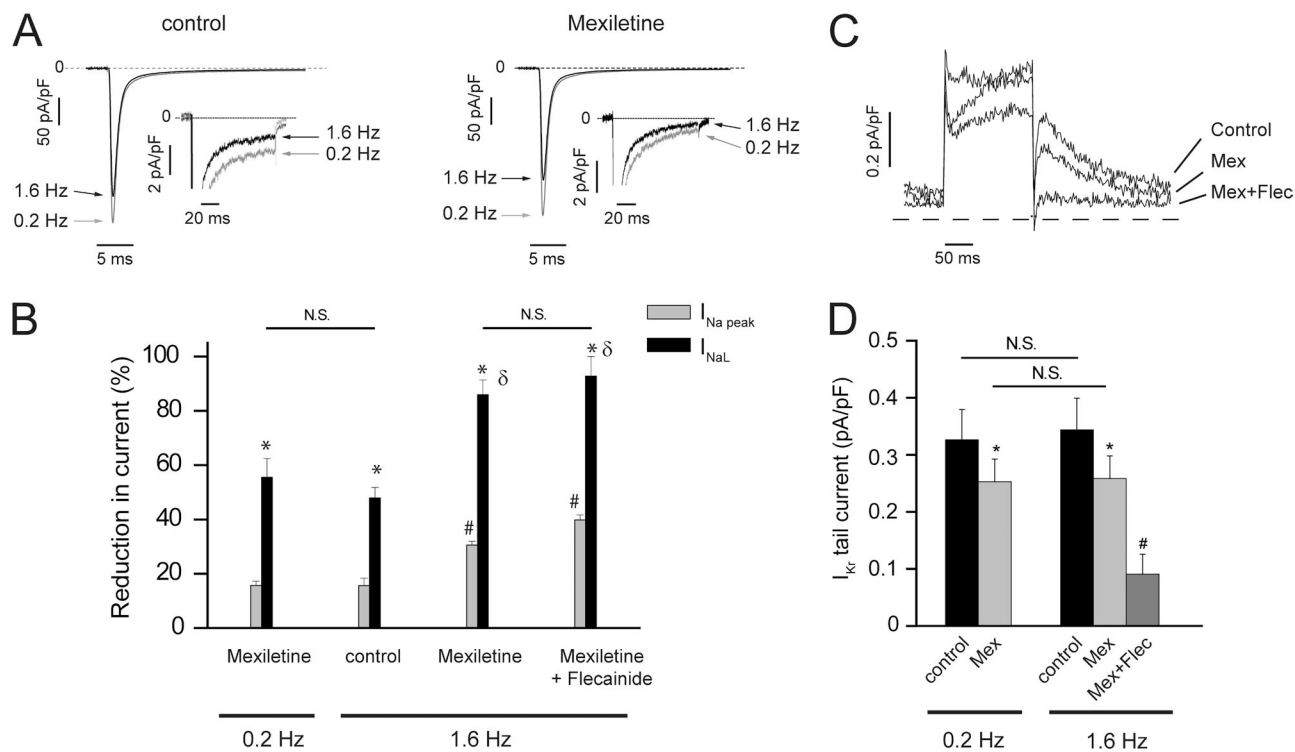 A
control
0
50 pA/pF
1.6 Hz
0.2 Hz
5 ms
0
2 pA/pF
1.6 Hz
0.2 Hz
20 ms
Mexiletine
0
50 pA/pF
1.6 Hz
0.2 Hz
5 ms
0
2 pA/pF
1.6 Hz
0.2 Hz
20 ms
C
0.2 pA/pF
Control
Mex
Mex+Flec
50 ms
B
N.S.
N.S.
I Na peak
I NaL
Reduction in current (%)
100
80
60
40
20
0
*
*
# * δ
# * δ
Mexiletine
control
Mexiletine
Mexiletine
+ Flecainide
0.2 Hz
1.6 Hz
D
N.S.
N.S.
IKr tail current (pA/pF)
0.5
0.4
0.3
0.2
0.1
0
*
*
#
control
Mex
control
Mex
Mex+Flec
0.2 Hz
1.6 Hz